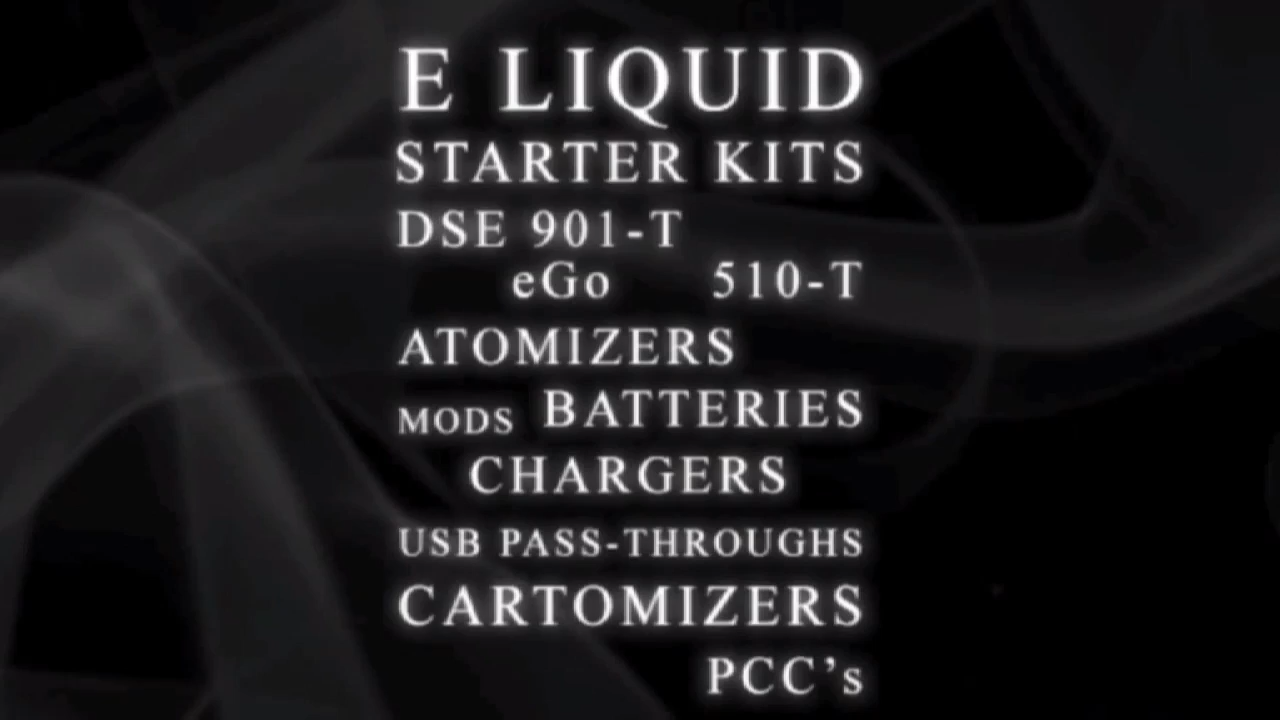 E LIQUID
STARTER KITS
DSE 901-T
eGo 510-T
ATOMIZERS
MODS BATTERIES
CHARGERS
USB PASS-THROUGHS
CARTOMIZERS
PCC's